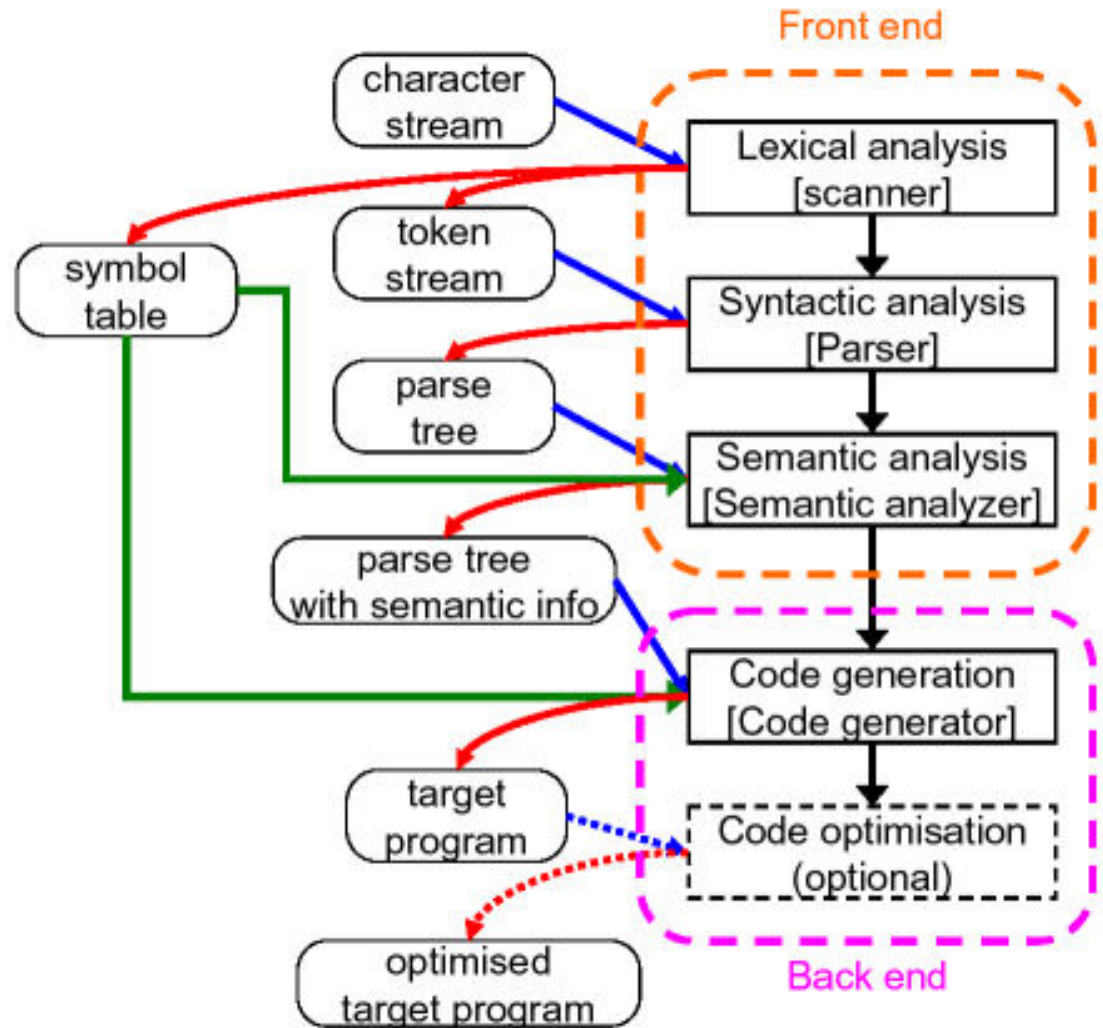 Front end
character
stream
Lexical analysis
[scanner]
token
stream
symbol
table
Syntactic analysis
[Parser]
parse
tree
Semantic analysis
[Semantic analyzer]
parse tree
with semantic info
Code generation
[Code generator]
target
program
Code optimisation
(optional)
optimised
target program
Back end